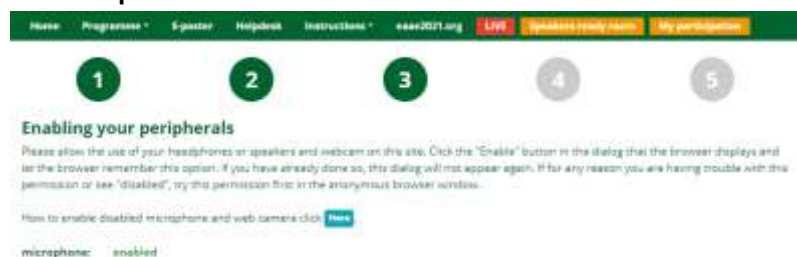 Home Programme E-poster Helpdesk Instructions eaae2021.org LIVE Speakers ready room My participation
1 2 3 4 5
Enabling your peripherals
Please allow the use of your headphones or speakers and webcam on this site. Click the "Enable" button in the dialog that the browser displays and
let the browser remember this option. If you have already done so, this dialog will not appear again. If for any reason you are having trouble with this
permission or see "disabled", try this permission first in the anonymous browser window.
How to enable disabled microphone and web camera click Here
microphone: enabled